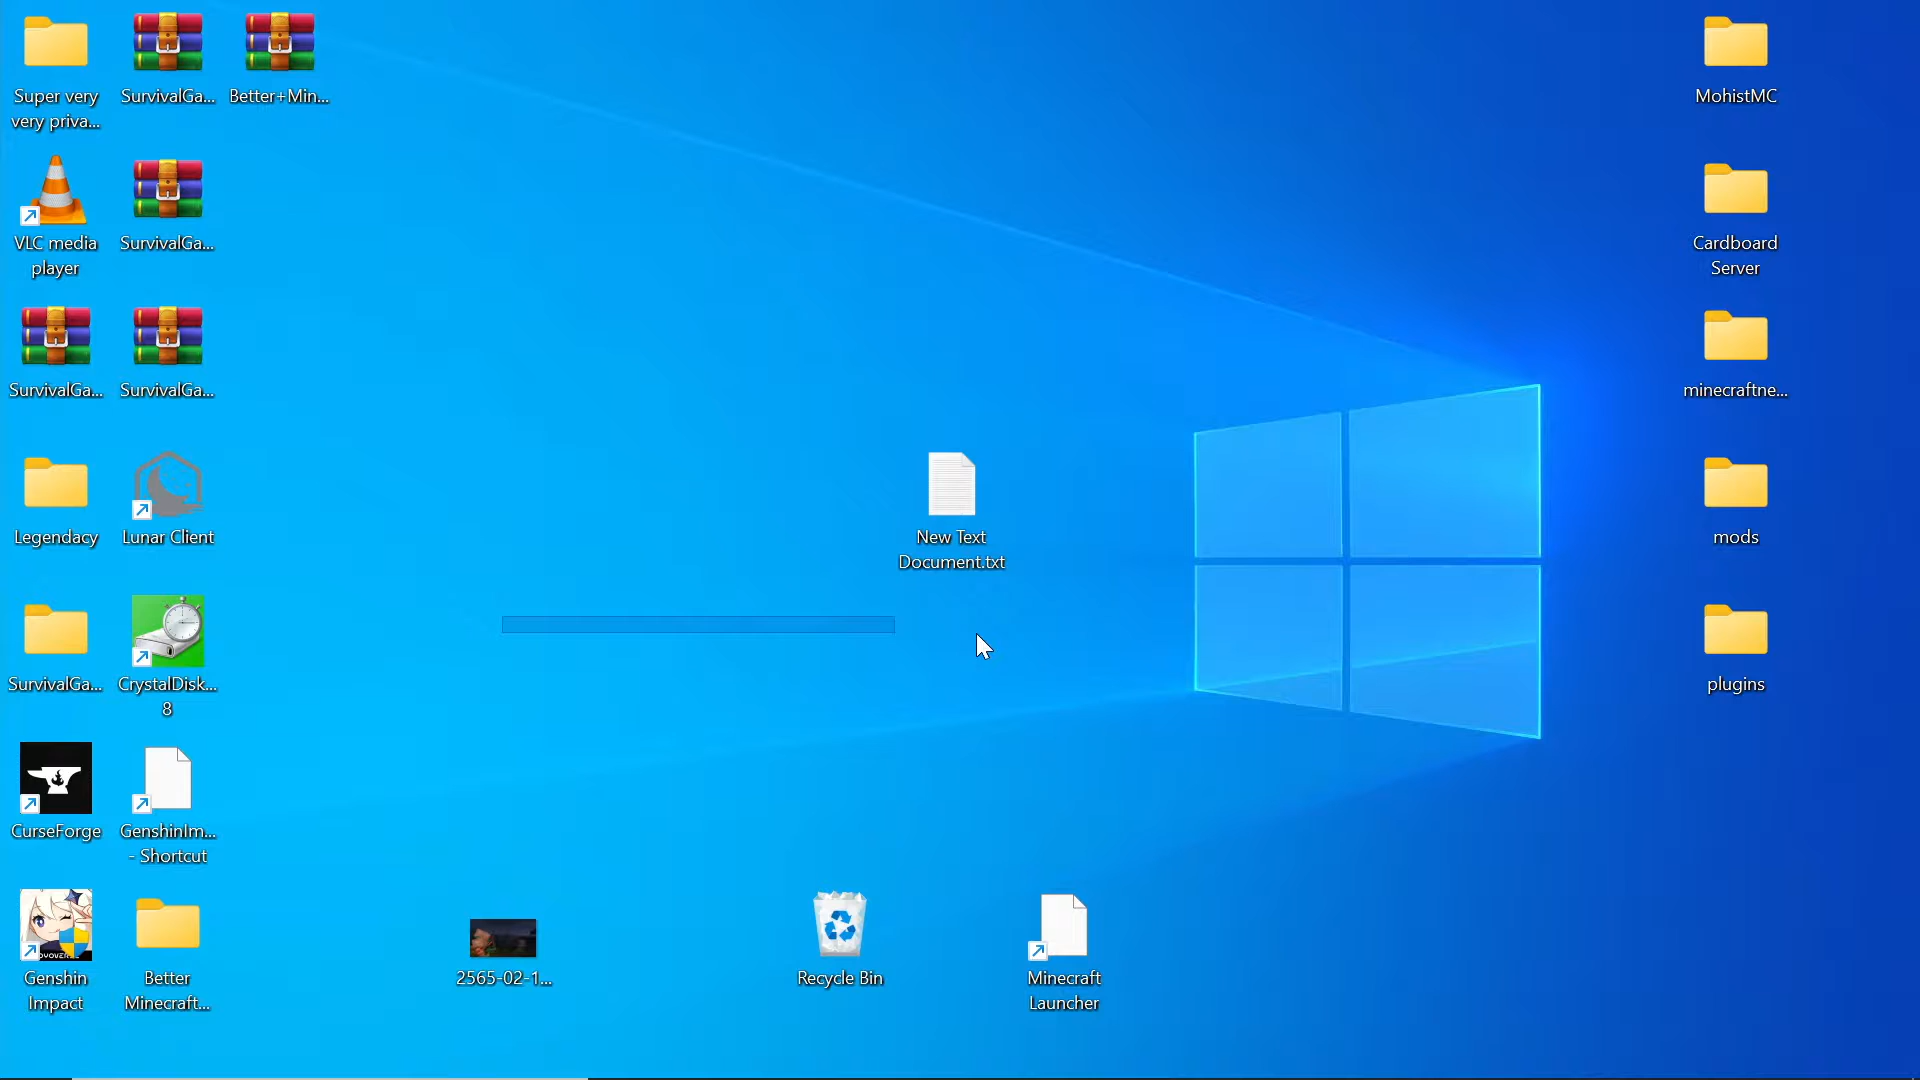 Super very
very priva...
SurvivalGa...
Better+Min...
MohistMC
VLC media
player
SurvivalGa...
Cardboard
Server
SurvivalGa...
SurvivalGa...
minecraftne...
Legendacy
Lunar Client
New Text
Document.txt
mods
SurvivalGa...
CrystalDisk...
8
plugins
CurseForge
GenshinIm...
- Shortcut
Genshin
Impact
Better
Minecraft...
2565-02-1...
Recycle Bin
Minecraft
Launcher